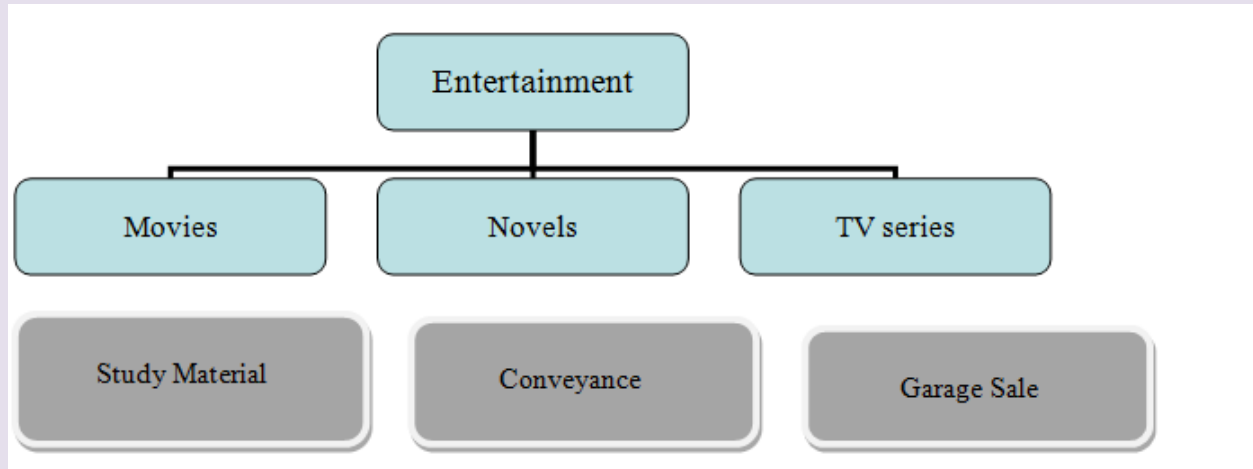 Entertainment
Movies
Novels
TV series
Study Material
Conveyance
Garage Sale